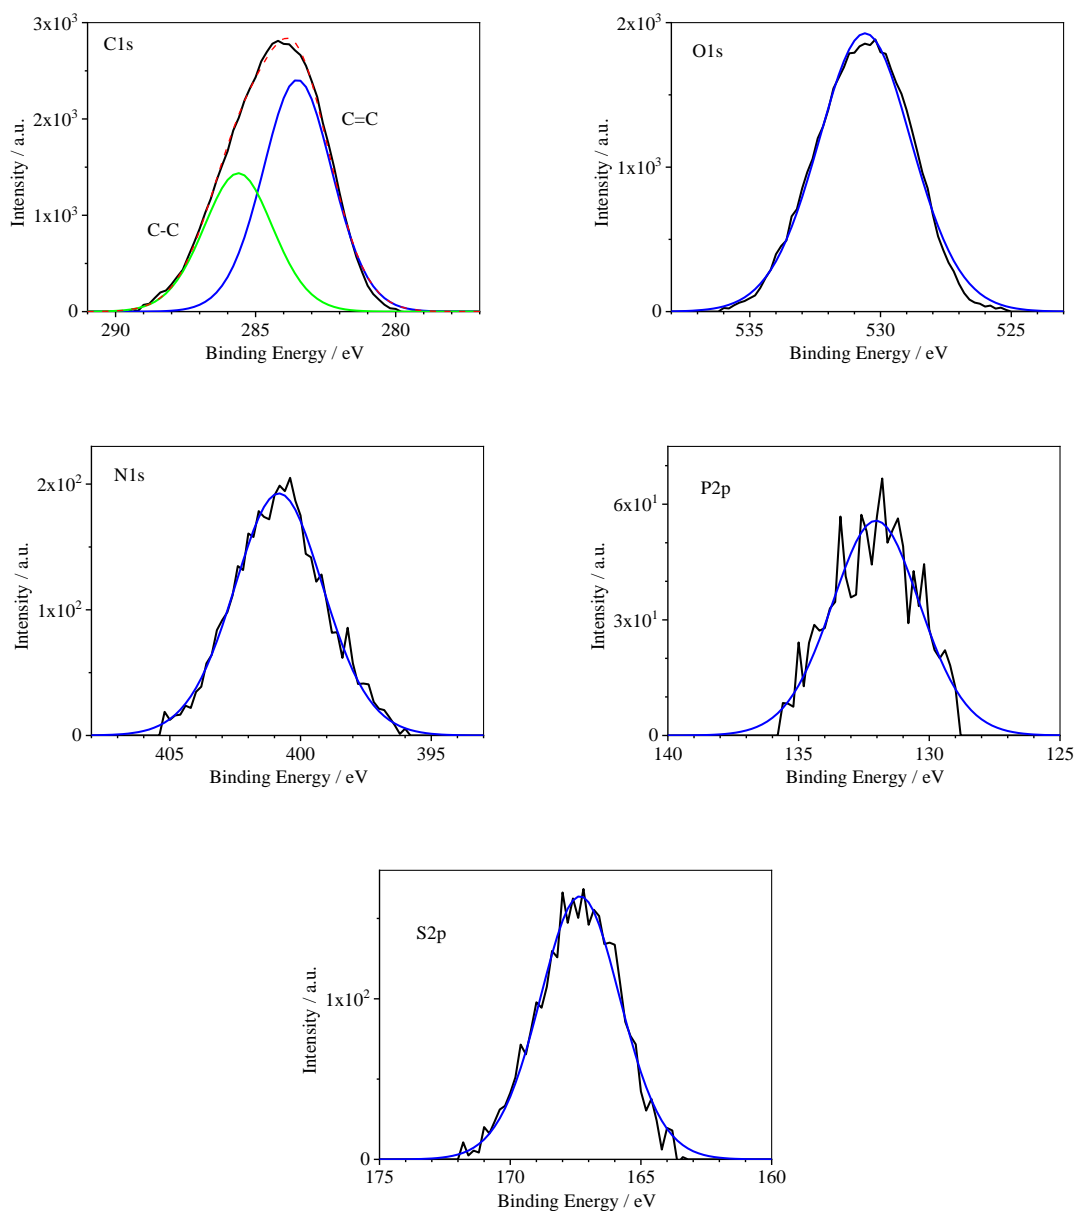 C1s
C=C
C-C
3x10³
2x10³
1x10³
0
290
284
280
Intensity / a.u.
Binding Energy / eV
O1s
2x10³
1x10³
0
535
530
525
Intensity / a.u.
Binding Energy / eV
N1s
2x10²
1x10²
0
405
400
395
Intensity / a.u.
Binding Energy / eV
P2p
6x10¹
3x10¹
0
140
135
130
125
Intensity / a.u.
Binding Energy / eV
S2p
1x10²
0
175
170
165
160
Intensity / a.u.
Binding Energy / eV